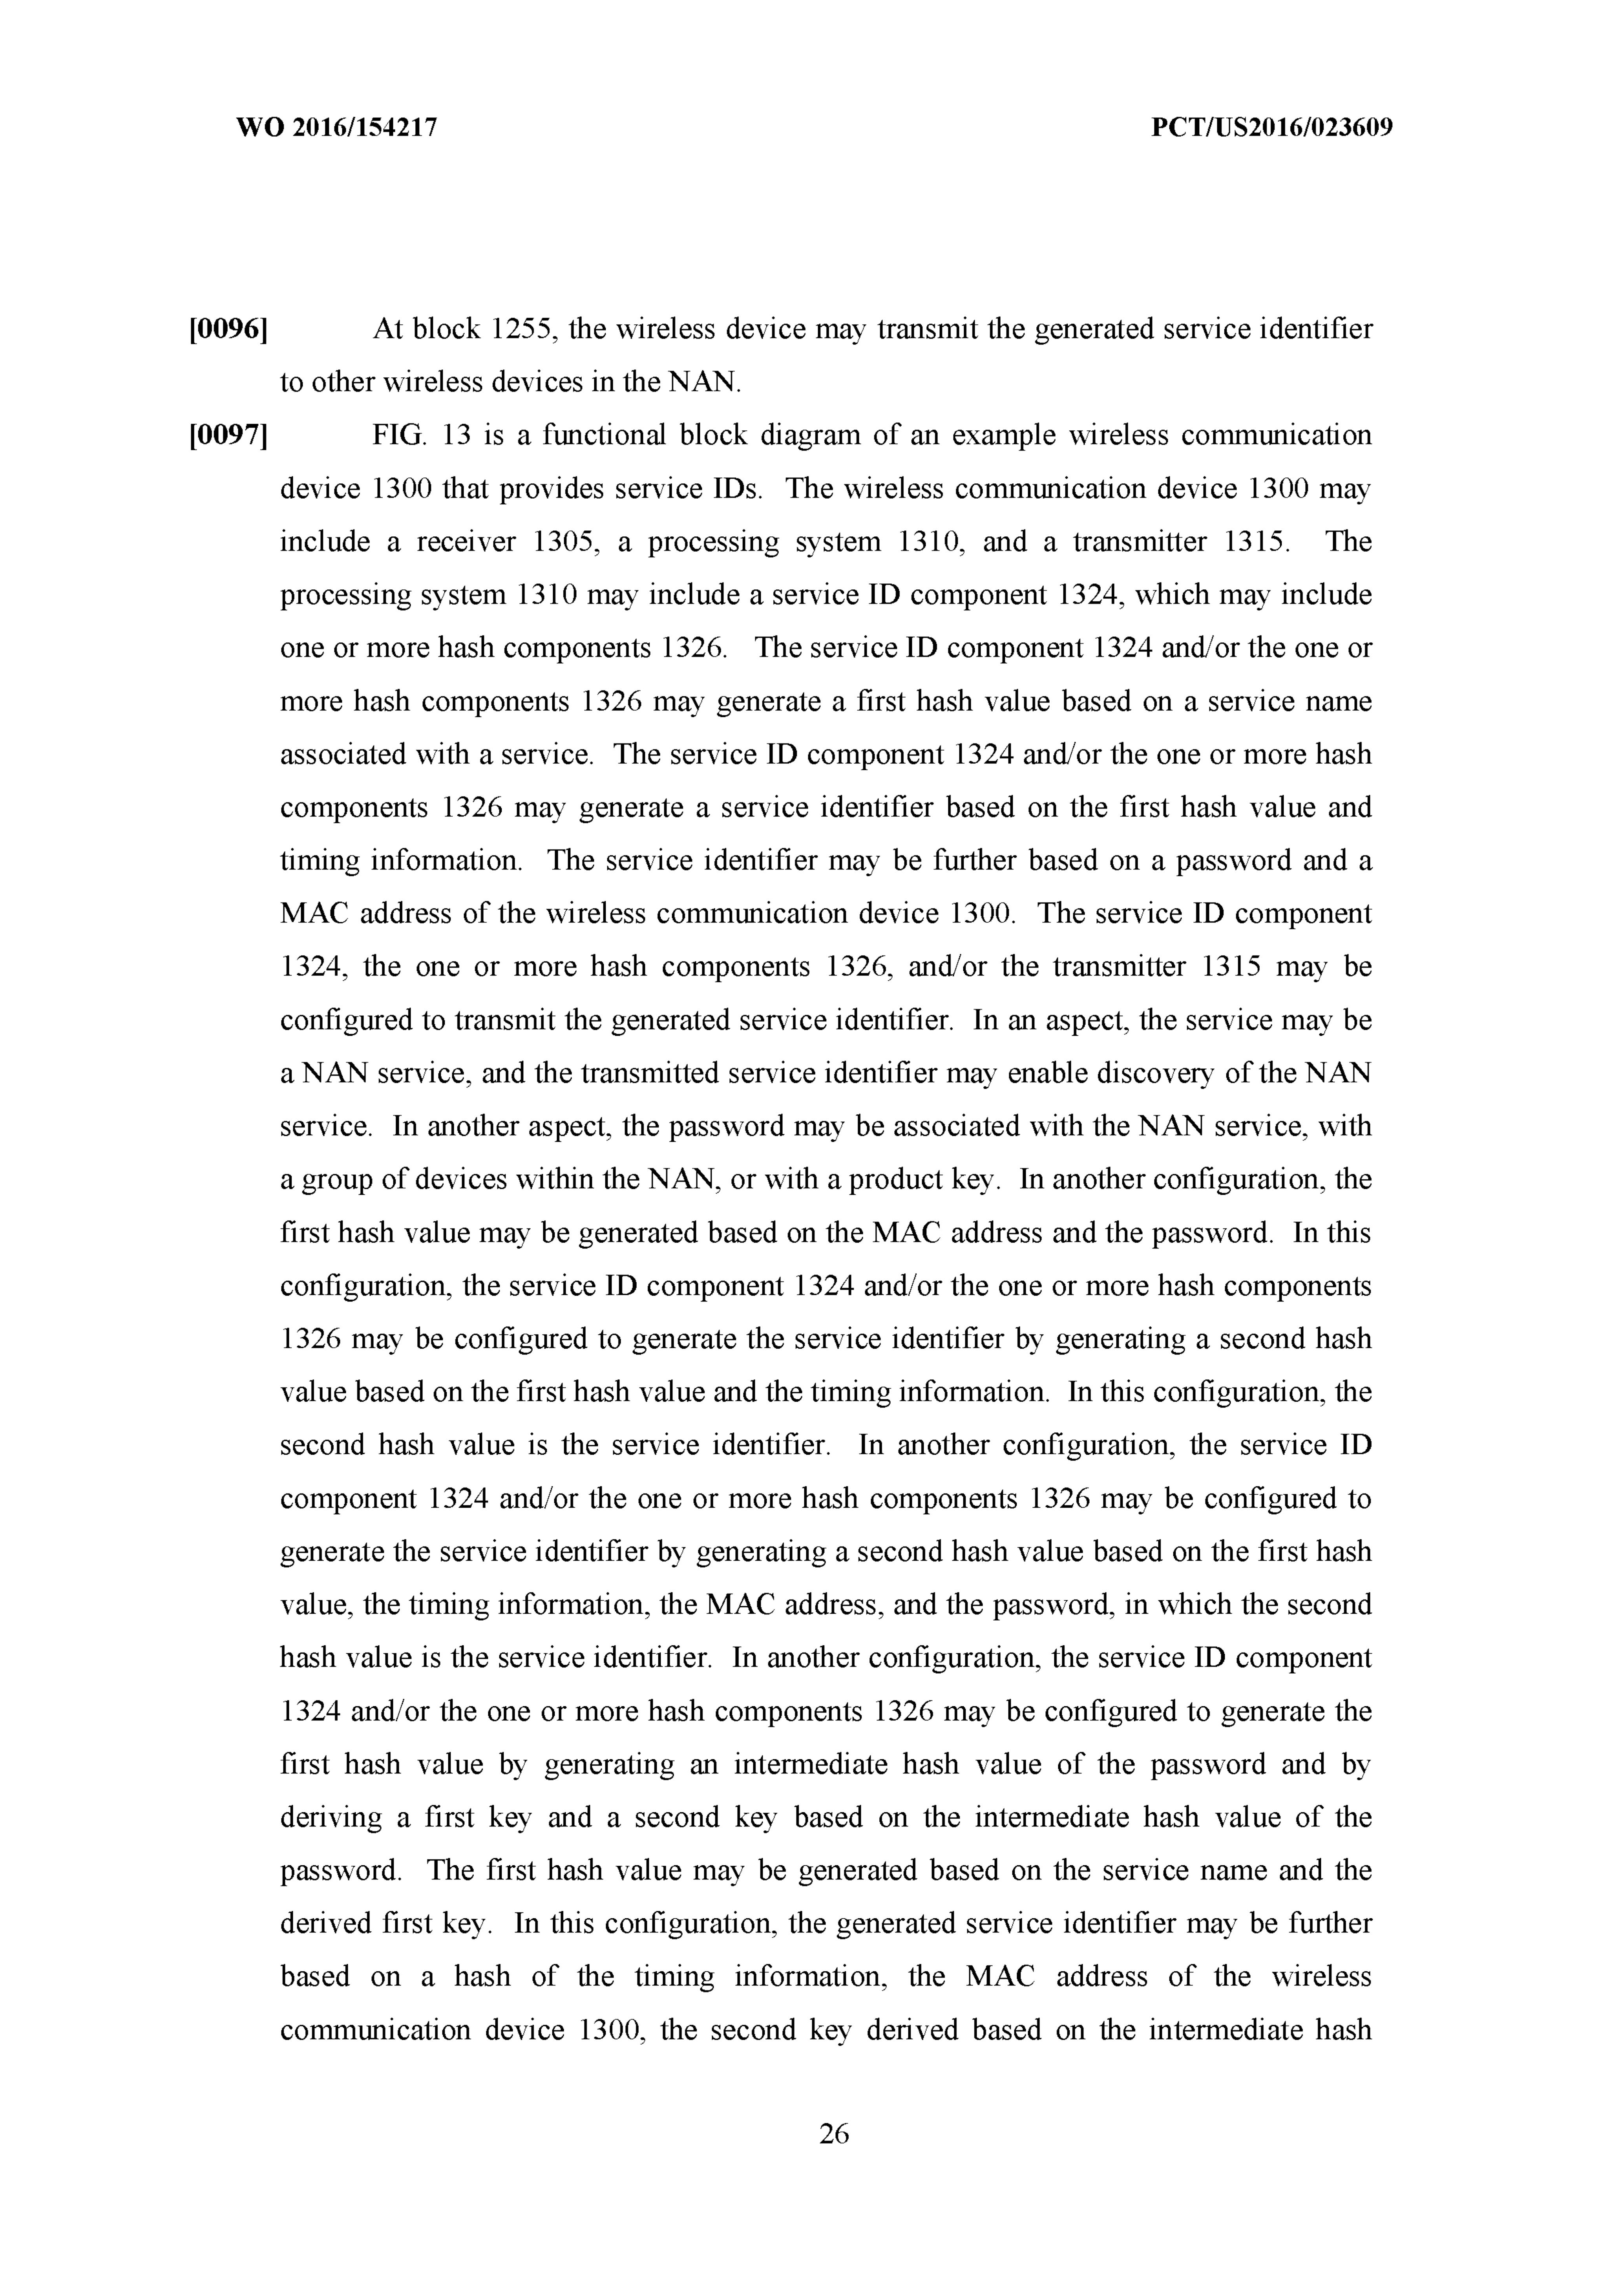 WO 2016/154217 PCT/US2016/023609
[0096] At block 1255, the wireless device may transmit the generated service identifier
to other wireless devices in the NAN.
[0097] FIG. 13 is a functional block diagram of an example wireless communication
device 1300 that provides service IDs. The wireless communication device 1300 may
include a receiver 1305, a processing system 1310, and a transmitter 1315. The
processing system 1310 may include a service ID component 1324, which may include
one or more hash components 1326. The service ID component 1324 and/or the one or
more hash components 1326 may generate a first hash value based on a service name
associated with a service. The service ID component 1324 and/or the one or more hash
components 1326 may generate a service identifier based on the first hash value and
timing information. The service identifier may be further based on a password and a
MAC address of the wireless communication device 1300. The service ID component
1324, the one or more hash components 1326, and/or the transmitter 1315 may be
configured to transmit the generated service identifier. In an aspect, the service may be
a NAN service, and the transmitted service identifier may enable discovery of the NAN
service. In another aspect, the password may be associated with the NAN service, with
a group of devices within the NAN, or with a product key. In another configuration, the
first hash value may be generated based on the MAC address and the password. In this
configuration, the service ID component 1324 and/or the one or more hash components
1326 may be configured to generate the service identifier by generating a second hash
value based on the first hash value and the timing information. In this configuration, the
second hash value is the service identifier. In another configuration, the service ID
component 1324 and/or the one or more hash components 1326 may be configured to
generate the service identifier by generating a second hash value based on the first hash
value, the timing information, the MAC address, and the password, in which the second
hash value is the service identifier. In another configuration, the service ID component
1324 and/or the one or more hash components 1326 may be configured to generate the
first hash value by generating an intermediate hash value of the password and by
deriving a first key and a second key based on the intermediate hash value of the
password. The first hash value may be generated based on the service name and the
derived first key. In this configuration, the generated service identifier may be further
based on a hash of the timing information, the MAC address of the wireless
communication device 1300, the second key derived based on the intermediate hash
26